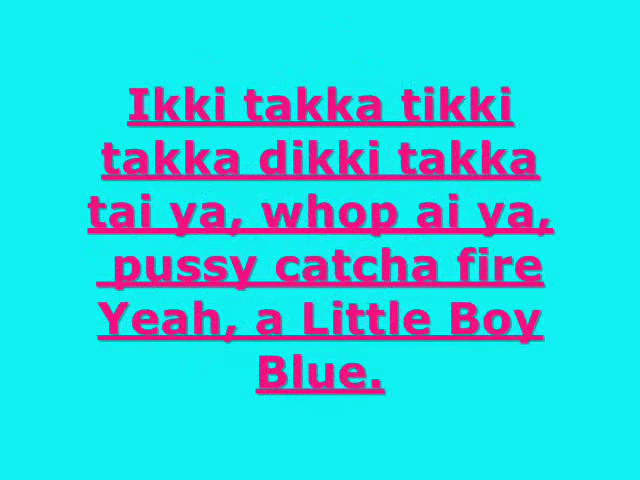 Ikki takka tikki
takka dikki takka
tai ya, whop ai ya,
pussy catcha fire
Yeah, a Little Boy
Blue.